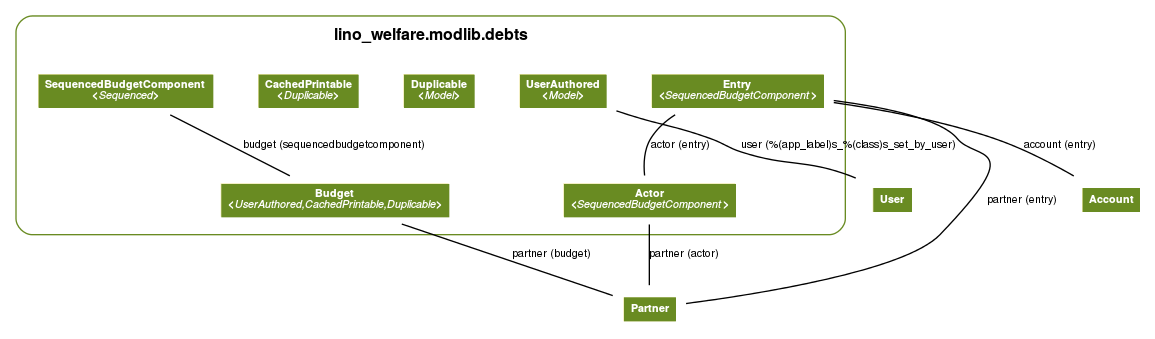 lino_welfare.modlib.debts
SequencedBudgetComponent
<Sequenced>
CachedPrintable
<Duplicable>
Duplicable
<Model>
UserAuthored
<Model>
Entry
<SequencedBudgetComponent >
budget (sequencedbudgetcomponent)
actor (entry)
user (%(app_label)s_%(class)s_set_by_user)
account (entry)
Budget
<UserAuthored,CachedPrintable,Duplicable>
Actor
<SequencedBudgetComponent >
User
partner (entry)
Account
partner (budget)
partner (actor)
Partner